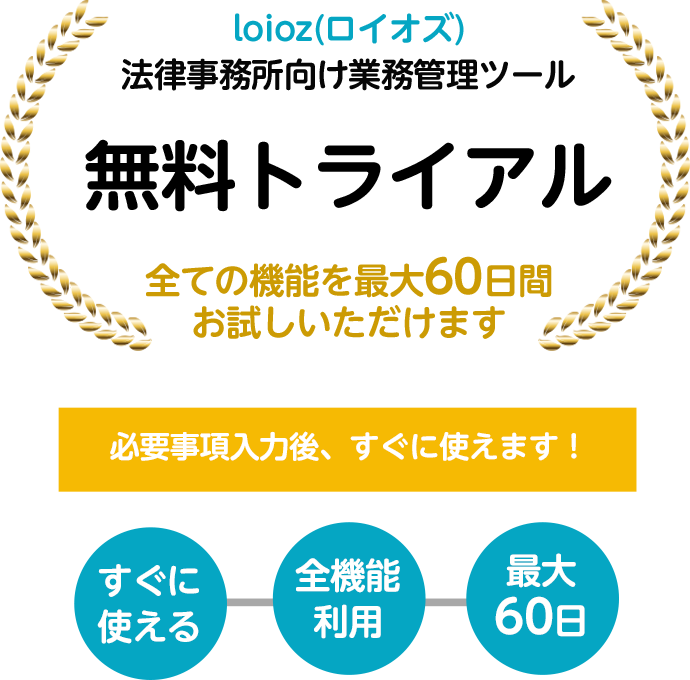 loioz(ロイオズ)
法律事務所向け業務管理ツール
無料トライアル
全ての機能を最大60日間
お試しいただけます
必要事項入力後、すぐに使えます！
すぐに
使える
全機能
利用
最大
60日